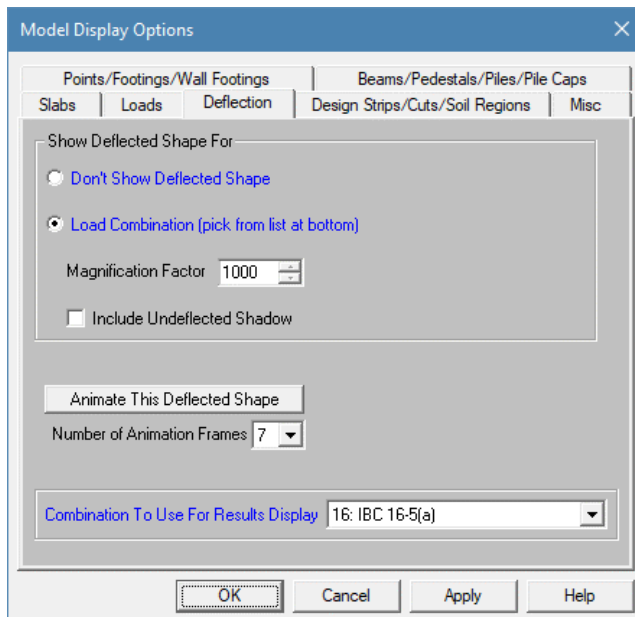 Model Display Options
Points/Footings/Wall Footings
Beams/Pedestals/Piles/Pile Caps
Slabs
Loads
Deflection
Design Strips/Cuts/Soil Regions
Misc
Show Deflected Shape For
Don't Show Deflected Shape
Load Combination (pick from list at bottom)
Magnification Factor 1000
Include Undeflected Shadow
Animate This Deflected Shape
Number of Animation Frames 7
Combination To Use For Results Display 16: IBC 16-5(a)
OK
Cancel
Apply
Help